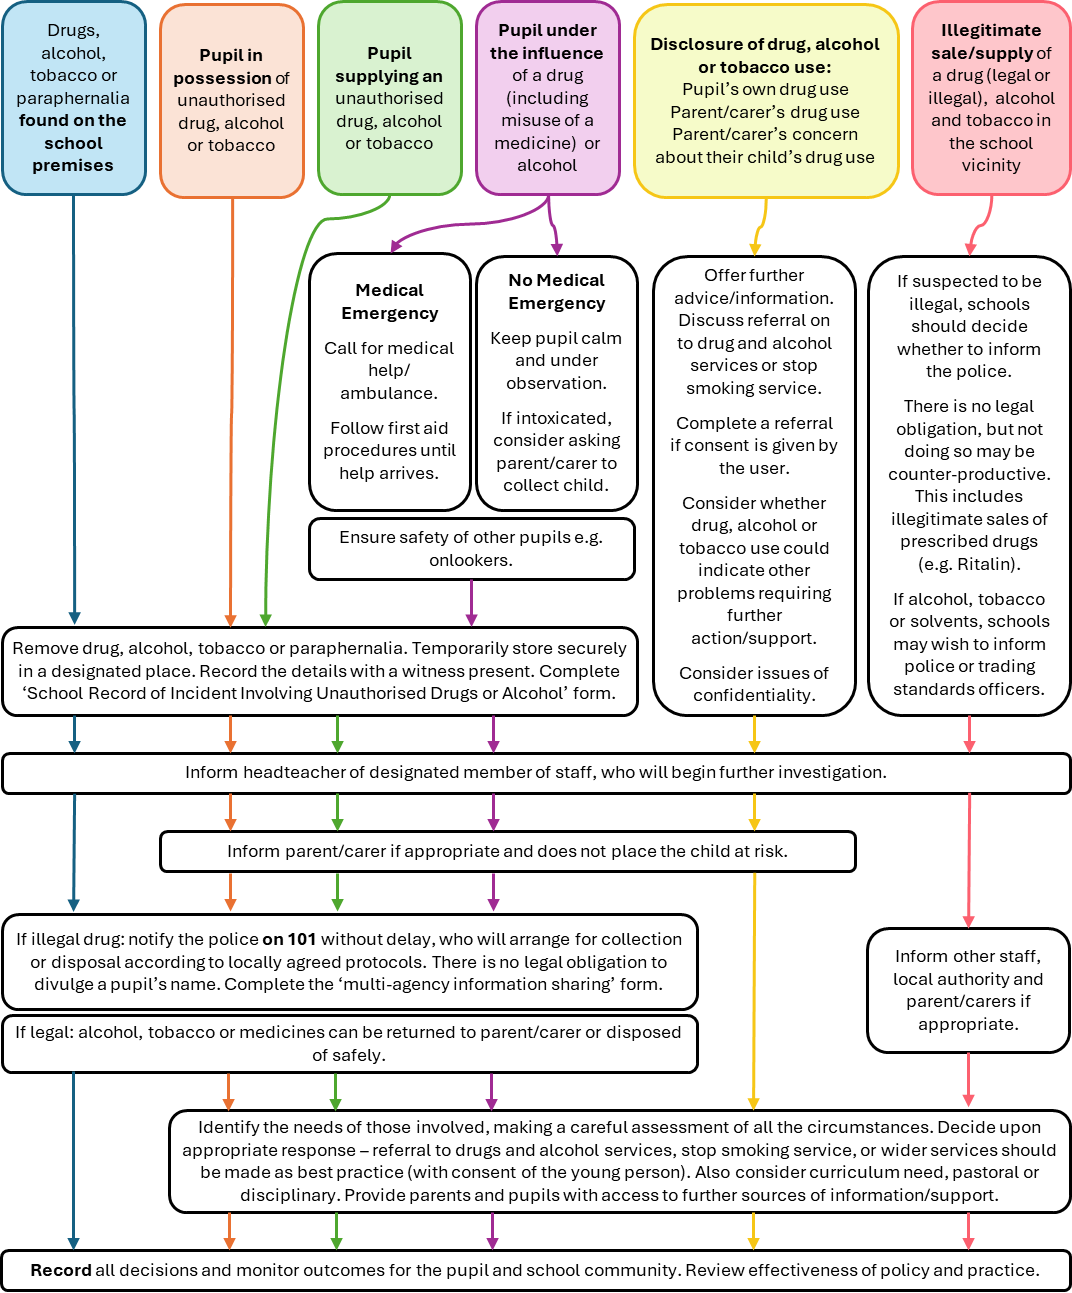 Drugs,
alcohol,
tobacco or
paraphernalia
found on the
school
premises
Pupil in
possession of
unauthorised
drug, alcohol
or tobacco
Pupil
supplying an
unauthorised
drug, alcohol
or tobacco
Pupil under
the influence
of a drug
(including
misuse of a
medicine) or
alcohol
Disclosure of drug, alcohol
or tobacco use:
Pupil's own drug use
Parent/carer's drug use
Parent/carer's concern
about their child's drug use
Illegitimate
sale/supply of
a drug (legal or
illegal), alcohol
and tobacco in
the school
vicinity
Medical
Emergency
Call for medical
help/
ambulance.
Follow first aid
procedures until
help arrives.
No Medical
Emergency
Keep pupil calm
and under
observation.
If intoxicated,
consider asking
parent/carer to
collect child.
Ensure safety of other pupils e.g.
onlookers.
Offer further
advice/information.
Discuss referral on
to drug and alcohol
services or stop
smoking service.
Complete a referral
if consent is given by
the user.
Consider whether
drug, alcohol or
tobacco use could
indicate other
problems requiring
further
action/support.
Consider issues of
confidentiality.
If suspected to be
illegal, schools
should decide
whether to inform
the police.
There is no legal
obligation, but not
doing so may be
counter-productive.
This includes
illegitimate sales of
prescribed drugs
(e.g. Ritalin).
If alcohol, tobacco
or solvents, schools
may wish to inform
police or trading
standards officers.
Remove drug, alcohol, tobacco or paraphernalia. Temporarily store securely
in a designated place. Record the details with a witness present. Complete
‘School Record of Incident Involving Unauthorised Drugs or Alcohol’ form.
Inform headteacher of designated member of staff, who will begin further investigation.
Inform parent/carer if appropriate and does not place the child at risk.
If illegal drug: notify the police on 101 without delay, who will arrange for collection
or disposal according to locally agreed protocols. There is no legal obligation to
divulge a pupil's name. Complete the ‘multi-agency information sharing’ form.
If legal: alcohol, tobacco or medicines can be returned to parent/carer or disposed
of safely.
Inform other staff,
local authority and
parent/carers if
appropriate.
Identify the needs of those involved, making a careful assessment of all the circumstances. Decide upon
appropriate response – referral to drugs and alcohol services, stop smoking service, or wider services should
be made as best practice (with consent of the young person). Also consider curriculum need, pastoral or
disciplinary. Provide parents and pupils with access to further sources of information/support.
Record all decisions and monitor outcomes for the pupil and school community. Review effectiveness of policy and practice.